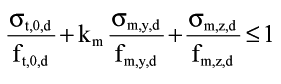 σt,0,d/ft,0,d + km σm,y,d/fm,y,d + σm,z,d/fm,z,d ≤ 1